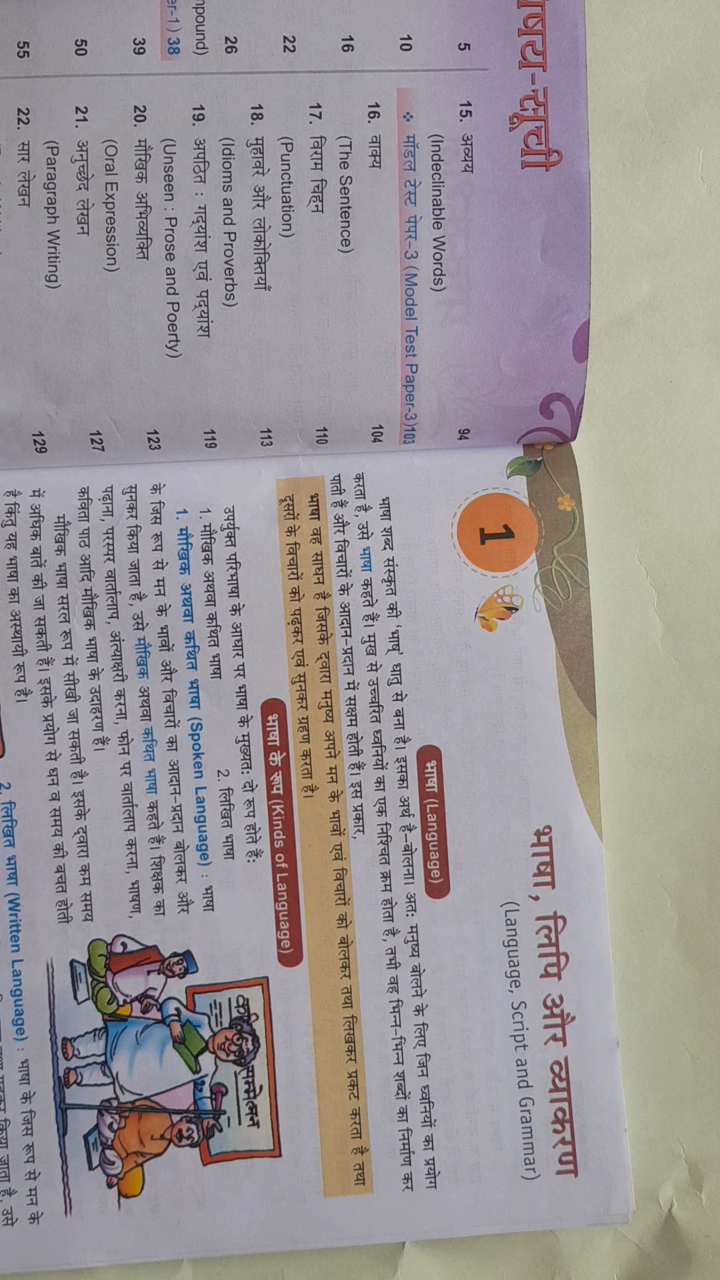 षय-सूची
5
10
16
22
26
pound)
er-1) 38
39
50
55
15. अव्यय 94
(Indeclinable Words)
❖ मॉडल टेस्ट पेपर-3 (Model Test Paper-3)103
16. वाक्य 104
(The Sentence)
17. विराम चिह्न 110
(Punctuation)
18. मुहावरे और लोकोक्तियाँ 113
(Idioms and Proverbs)
19. अपठित : गद्यांश एवं पद्यांश 119
(Unseen : Prose and Poerty)
20. मौखिक अभिव्यक्ति 123
(Oral Expression)
21. अनुच्छेद लेखन 127
(Paragraph Writing)
22. सार लेखन 129
1
भाषा, लिपि और व्याकरण
(Language, Script and Grammar)
भाषा (Language)
भाषा शब्द संस्कृत की 'भाष्' धातु से बना है। इसका अर्थ है–बोलना। अतः मनुष्य बोलने के लिए जिन ध्वनियों का प्रयोग
करता है, उसे भाषा कहते हैं। मुख से उच्चरित ध्वनियों का एक निश्चित क्रम होता है, तभी वह भिन्न-भिन्न शब्दों का निर्माण कर
पाती हैं और विचारों के आदान-प्रदान में सक्षम होती हैं। इस प्रकार,
भाषा वह साधन है जिसके द्वारा मनुष्य अपने मन के भावों एवं विचारों को बोलकर तथा लिखकर प्रकट करता है तथा
दूसरों के विचारों को पढ़कर एवं सुनकर ग्रहण करता है।
भाषा के रूप (Kinds of Language)
उपर्युक्त परिभाषा के आधार पर भाषा के मुख्यतः दो रूप होते हैं:
1. मौखिक अथवा कथित भाषा 2. लिखित भाषा
1. मौखिक अथवा कथित भाषा (Spoken Language) : भाषा
के जिस रूप से मन के भावों और विचारों का आदान-प्रदान बोलकर और
सुनकर किया जाता है, उसे मौखिक अथवा कथित भाषा कहते हैं। शिक्षक का
पढ़ाना, परस्पर वार्तालाप, अंत्याक्षरी करना, फोन पर वार्तालाप करना, भाषण,
कविता पाठ आदि मौखिक भाषा के उदाहरण हैं।
मौखिक भाषा सरल रूप में सीखी जा सकती है। इसके द्वारा कम समय
में अधिक बातें की जा सकती हैं। इसके प्रयोग से धन व समय की बचत होती
है किंतु यह भाषा का अस्थायी रूप है।
सम्मेलन
2. लिखित भाषा (Written Language) : भाषा के जिस रूप से मन के
किया जाता है, उसे